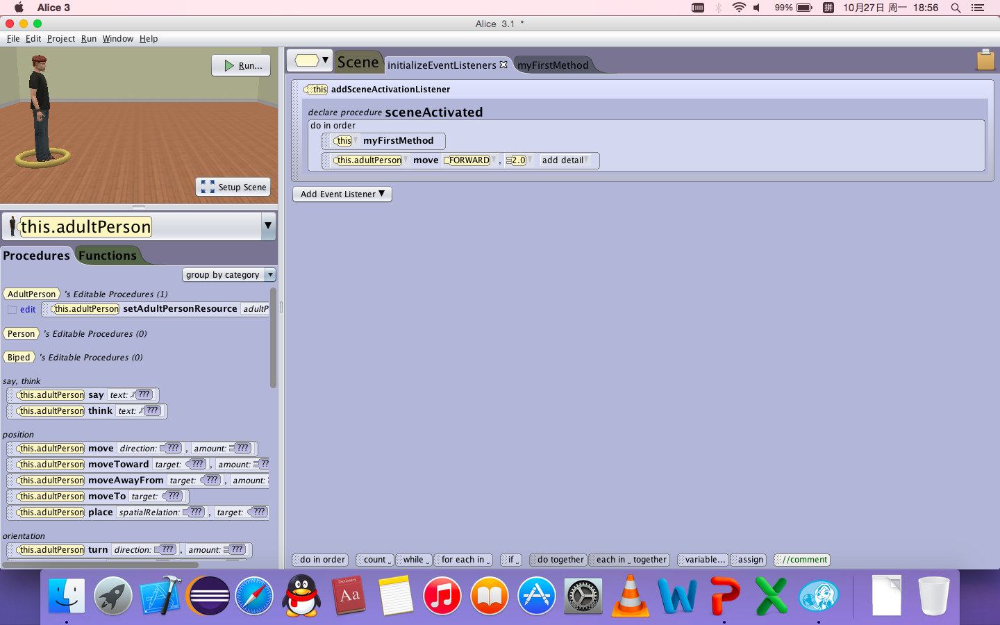 Alice 3
99%
拼
10月27日 周一 18:56
Alice 3.1 *
File Edit Project Run Window Help
Run...
Setup Scene
this.adultPerson
Procedures Functions
group by category
AdultPerson 's Editable Procedures (1)
edit this.adultPerson setAdultPersonResource adultP
Person 's Editable Procedures (0)
Biped 's Editable Procedures (0)
say, think
this.adultPerson say text: ???
this.adultPerson think text: ???
position
this.adultPerson move direction: ??? , amount: ???
this.adultPerson moveToward target: ??? , amount: ??
this.adultPerson moveAwayFrom target: ??? , amount:
this.adultPerson moveTo target: ???
this.adultPerson place spatialRelation: ??? , target: ???
orientation
this.adultPerson turn direction: ??? , amount: ???
Scene initializeEventListeners myFirstMethod
this addSceneActivationListener
declare procedure sceneActivated
do in order
this myFirstMethod
this.adultPerson move FORWARD , 2.0 add detail
Add Event Listener
do in order count _ while _ for each in _ if _ do together each in _ together variable... assign //comment
Dictionary
Aa